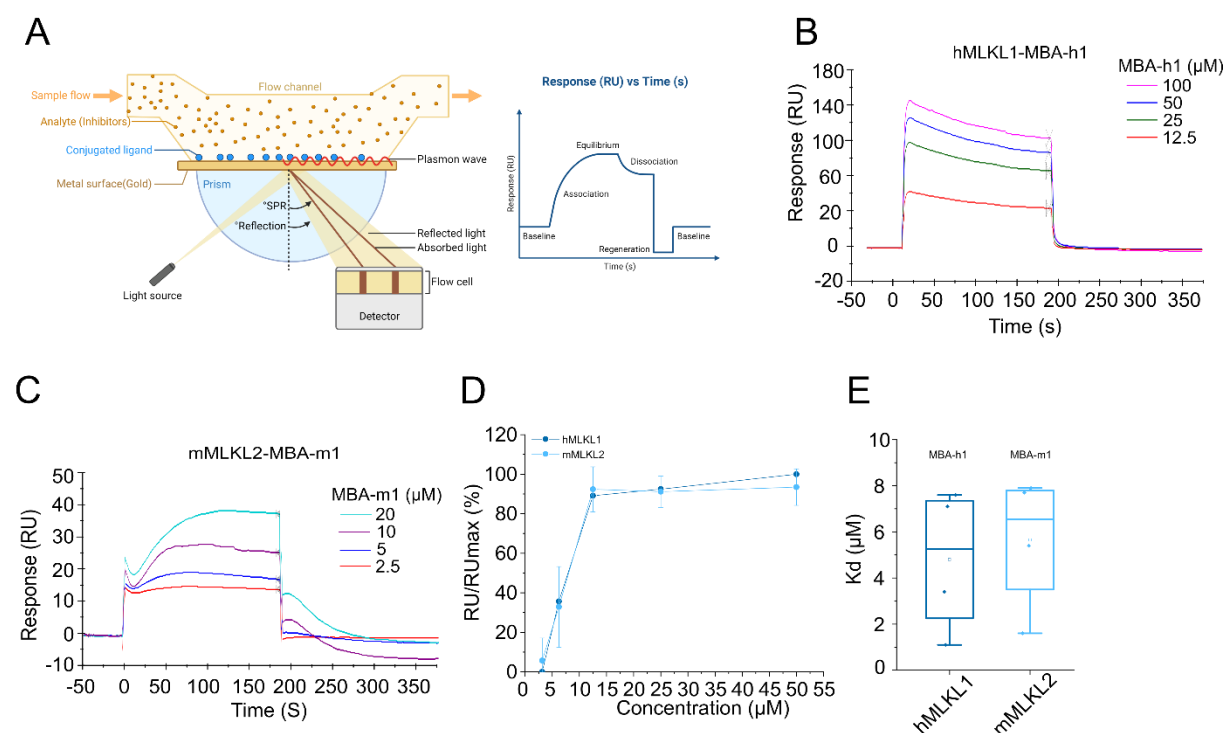 A
Sample flow
Flow channel
Analyte (Inhibitors)
Conjugated ligand
Plasmon wave
Metal surface(Gold)
Prism
°SPR
°Reflection
Reflected light
Absorbed light
Light source
Flow cell
Detector
Response (RU) vs Time (s)
Response (RU)
Equilibrium
Dissociation
Association
Baseline
Baseline
Regeneration
Time (s)
B
hMLKL1-MBA-h1
MBA-h1 (µM)
100
50
25
12.5
Response (RU)
180
140
100
60
20
0
-20
-50 0 50 100 150 200 250 300 350
Time (s)
C
mMLKL2-MBA-m1
MBA-m1 (µM)
20
10
5
2.5
Response (RU)
50
40
30
20
10
0
-10
-50 0 50 100 150 200 250 300 350
Time (S)
D
hMLKL1
mMLKL2
RU/RUmax (%)
120
100
80
60
40
20
0
0 5 10 15 20 25 30 35 40 45 50 55
Concentration (µM)
E
MBA-h1 MBA-m1
Kd (µM)
10
8
6
4
2
0
hMLKL1
mMLKL2